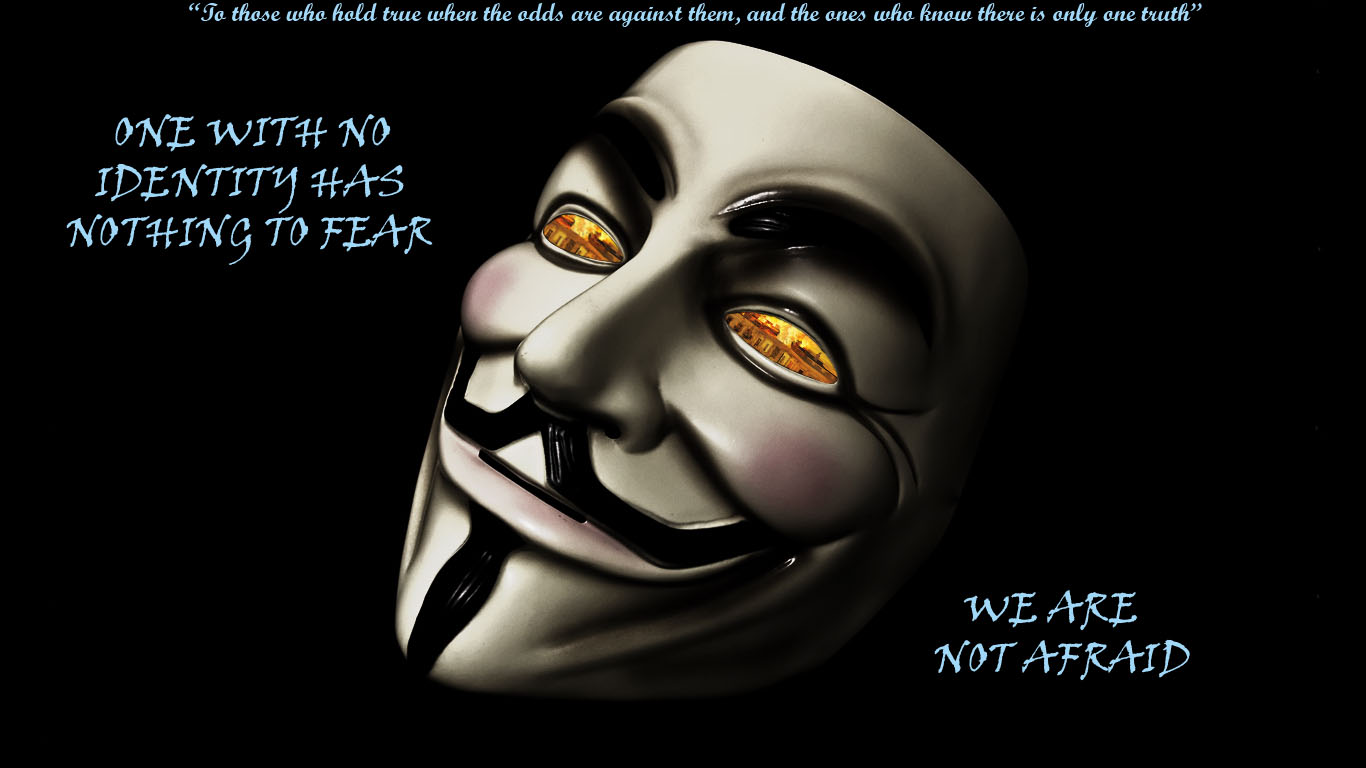 “To those who hold true when the odds are against them, and the ones who know there is only one truth”
ONE WITH NO
IDENTITY HAS
NOTHING TO FEAR
WE ARE
NOT AFRAID